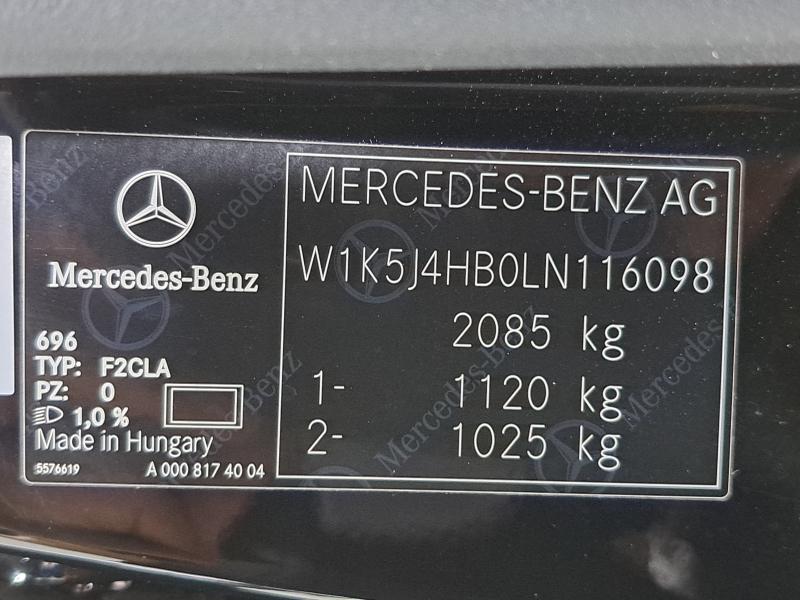 Mercedes-Benz
696
TYP: F2CLA
PZ: 0
1,0 %
Made in Hungary
5576619 A 000 817 40 04
MERCEDES-BENZ AG
W1K5J4HB0LN116098
2085 kg
1- 1120 kg
2- 1025 kg